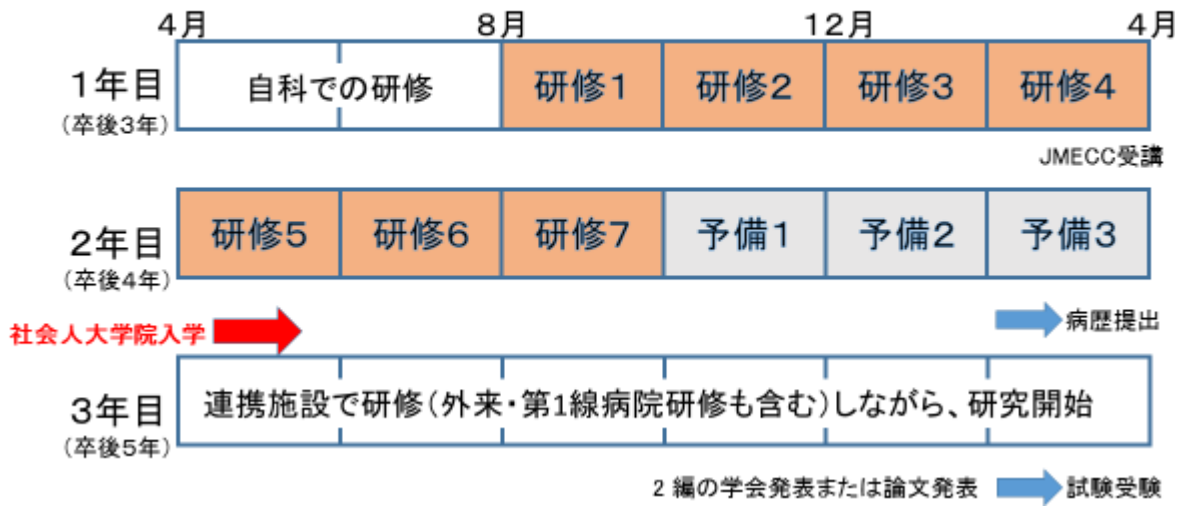 4月 8月 12月 4月
1年目 自科での研修 研修1 研修2 研修3 研修4
(卒後3年)
JMECC受講
2年目 研修5 研修6 研修7 予備1 予備2 予備3
(卒後4年)
社会人大学院入学 病歴提出
3年目 連携施設で研修(外来・第1線病院研修も含む)しながら、研究開始
(卒後5年)
2編の学会発表または論文発表 試験受験